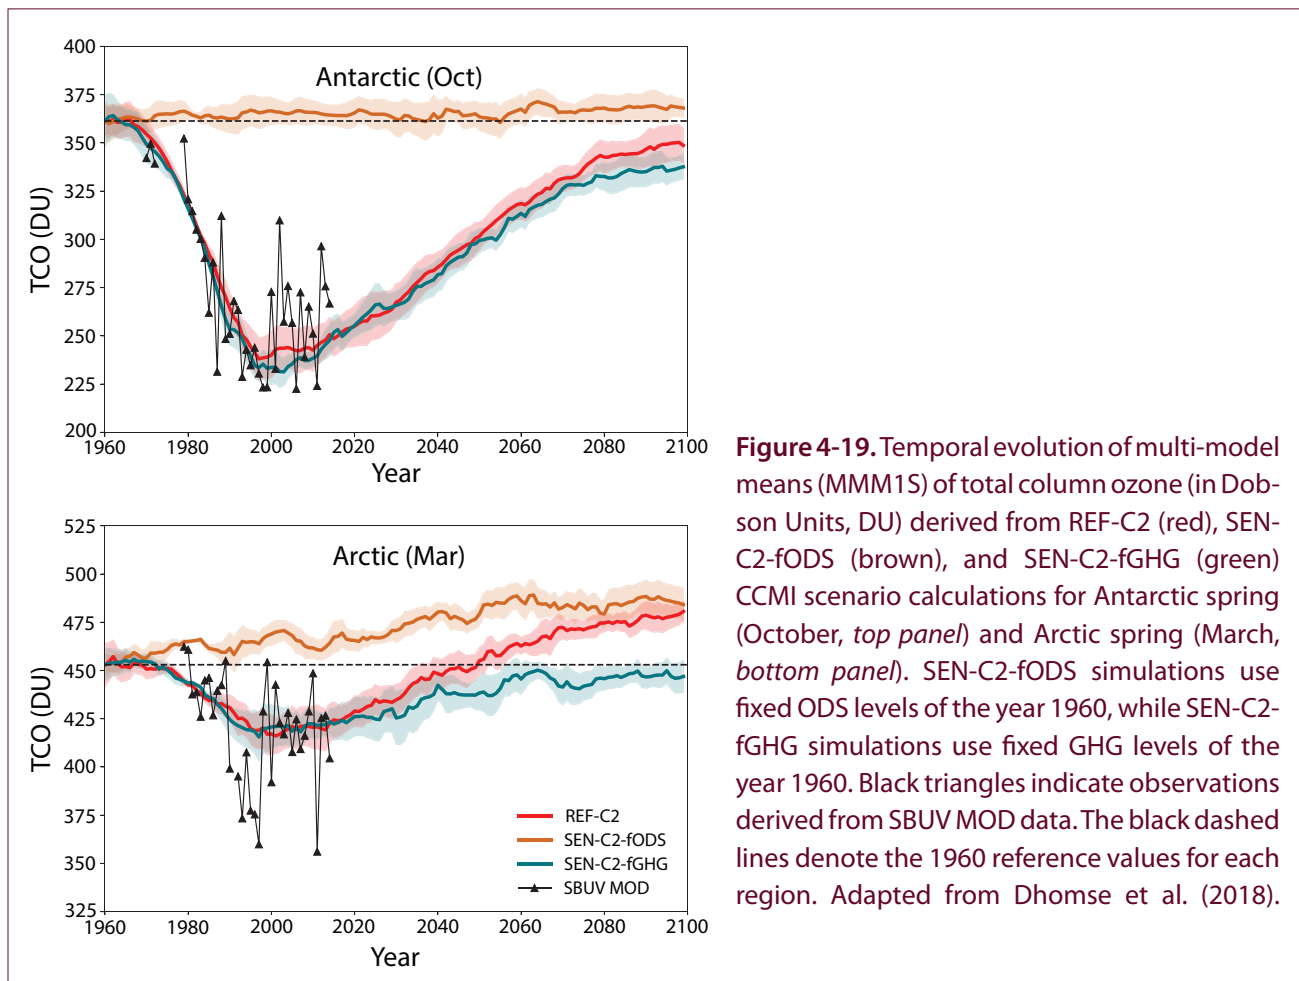 400
375
350
325
300
275
250
225
200
TCO (DU)
Antarctic (Oct)
1960 1980 2000 2020 2040 2060 2080 2100
Year
525
500
475
450
425
400
375
350
325
TCO (DU)
Arctic (Mar)
REF-C2
SEN-C2-fODS
SEN-C2-fGHG
SBUV MOD
1960 1980 2000 2020 2040 2060 2080 2100
Year
Figure 4-19. Temporal evolution of multi-model
means (MMM1S) of total column ozone (in Dob-
son Units, DU) derived from REF-C2 (red), SEN-
C2-fODS (brown), and SEN-C2-fGHG (green)
CCMI scenario calculations for Antarctic spring
(October, top panel) and Arctic spring (March,
bottom panel). SEN-C2-fODS simulations use
fixed ODS levels of the year 1960, while SEN-C2-
fGHG simulations use fixed GHG levels of the
year 1960. Black triangles indicate observations
derived from SBUV MOD data. The black dashed
lines denote the 1960 reference values for each
region. Adapted from Dhomse et al. (2018).